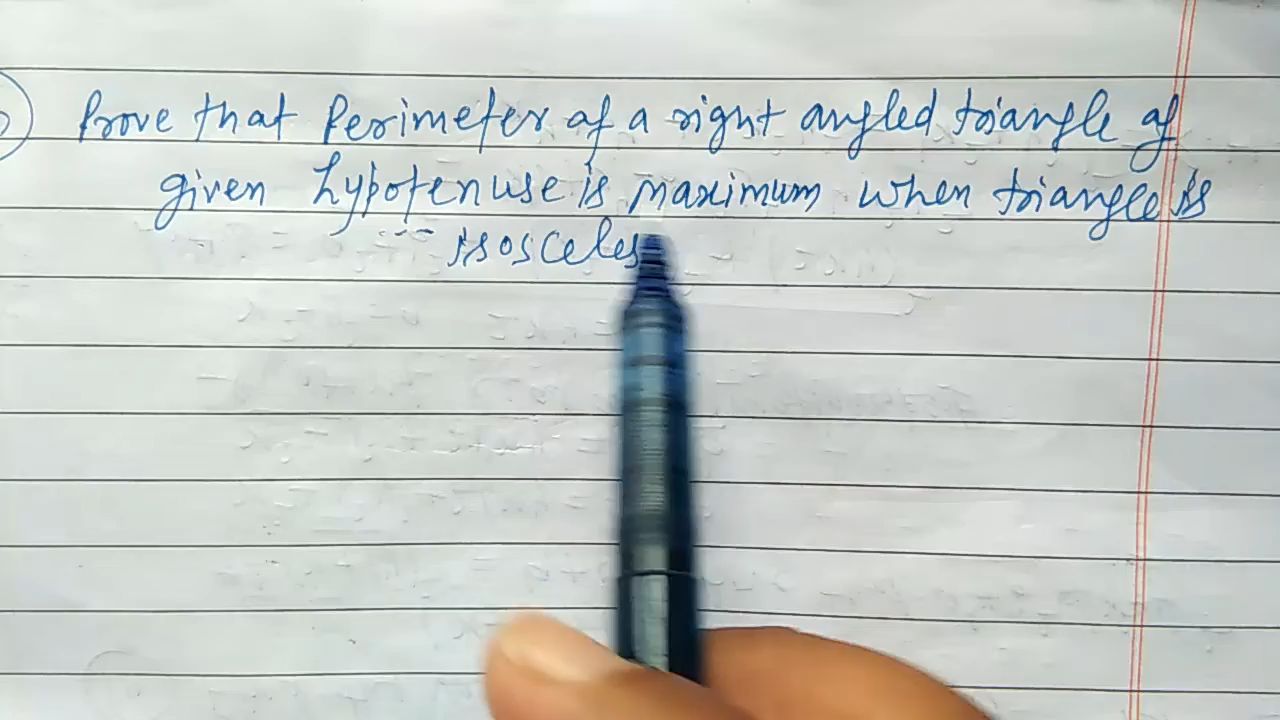 Prove that Perimeter of a right angled triangle of
given hypotenuse is maximum when triangle is
isosceles